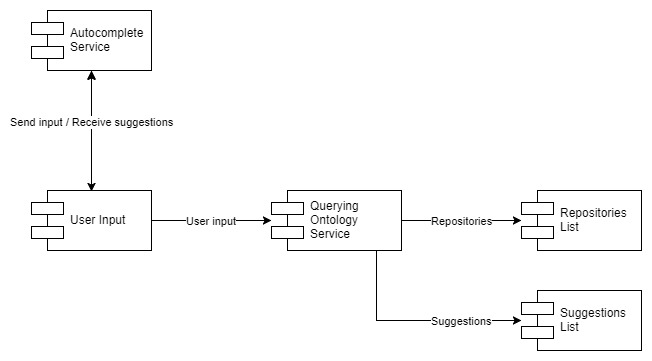 Autocomplete
Service
Send input / Receive suggestions
User Input
User input
Querying
Ontology
Service
Repositories
Repositories
List
Suggestions
Suggestions
List